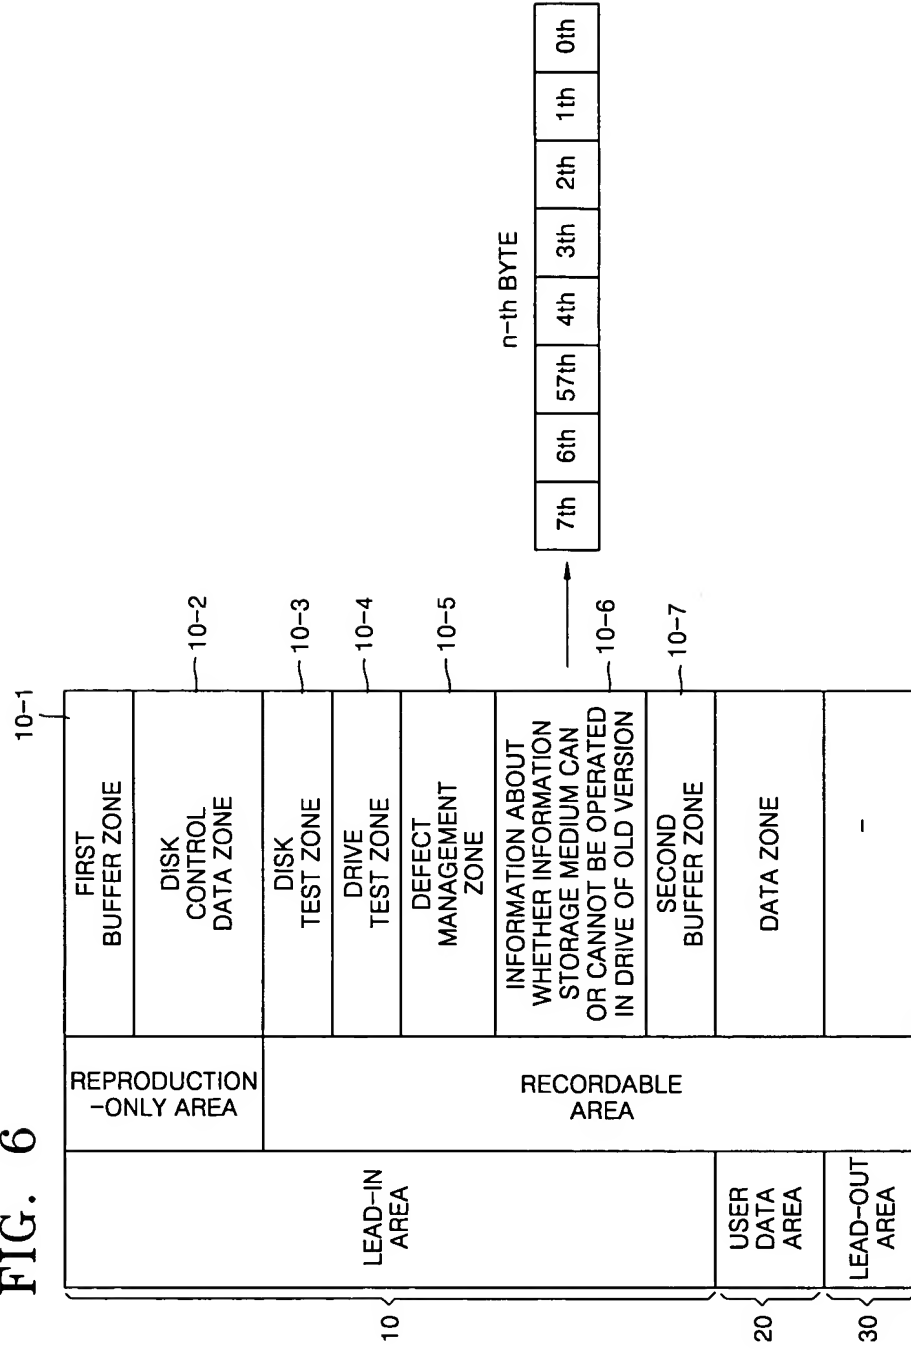 FIG. 6
10
LEAD-IN
AREA
20
USER
DATA
AREA
30
LEAD-OUT
AREA
REPRODUCTION
-ONLY AREA
RECORDABLE
AREA
FIRST
BUFFER ZONE
10-1
DISK
CONTROL
DATA ZONE
10-2
DISK
TEST ZONE
10-3
DRIVE
TEST ZONE
10-4
DEFECT
MANAGEMENT
ZONE
10-5
INFORMATION ABOUT
WHETHER INFORMATION
STORAGE MEDIUM CAN
OR CANNOT BE OPERATED
IN DRIVE OF OLD VERSION
10-6
SECOND
BUFFER ZONE
10-7
DATA ZONE
–
n-th BYTE
7th 6th 57th 4th 3th 2th 1th 0th